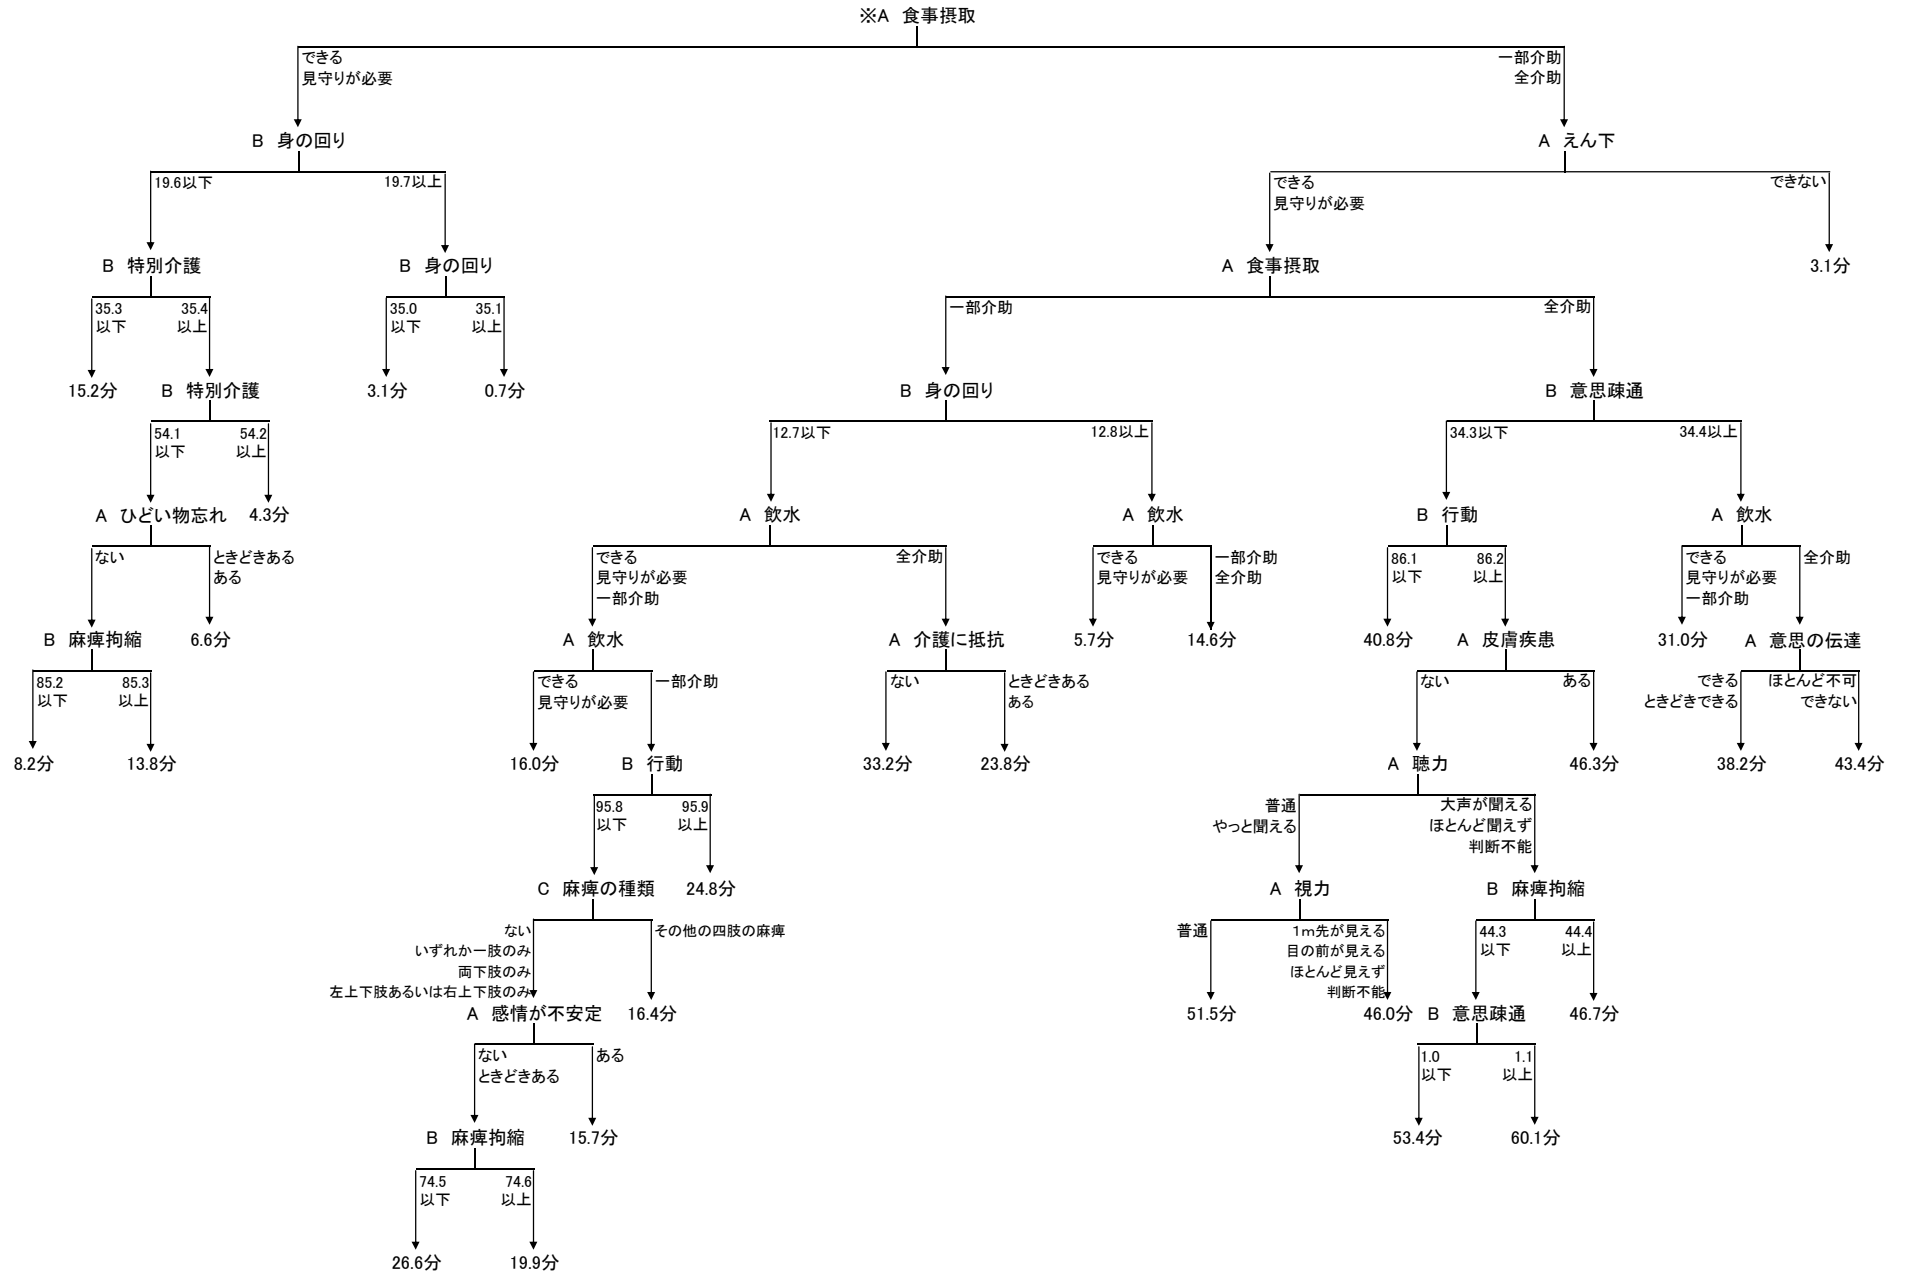 ※A 食事摂取
できる
見守りが必要
一部介助
全介助
B 身の回り
A えん下
19.6以下
19.7以上
できる
見守りが必要
できない
B 特別介護
B 身の回り
A 食事摂取
3.1分
35.3
以下
35.4
以上
35.0
以下
35.1
以上
一部介助
全介助
15.2分
B 特別介護
3.1分
0.7分
B 身の回り
B 意思疎通
54.1
以下
54.2
以上
12.7以下
12.8以上
34.3以下
34.4以上
A ひどい物忘れ
4.3分
A 飲水
A 飲水
B 行動
A 飲水
ない
ときどきある
ある
できる
見守りが必要
一部介助
全介助
できる
見守りが必要
一部介助
全介助
86.1
以下
86.2
以上
できる
見守りが必要
一部介助
全介助
B 麻痺拘縮
6.6分
A 飲水
A 介護に抵抗
5.7分
14.6分
40.8分
A 皮膚疾患
31.0分
A 意思の伝達
85.2
以下
85.3
以上
できる
見守りが必要
一部介助
ない
ときどきある
ある
ない
ある
できる
ときどきできる
ほとんど不可
できない
8.2分
13.8分
16.0分
B 行動
33.2分
23.8分
A 聴力
46.3分
38.2分
43.4分
95.8
以下
95.9
以上
普通
やっと聞える
大声が聞える
ほとんど聞えず
判断不能
C 麻痺の種類
24.8分
A 視力
B 麻痺拘縮
ない
いずれか一肢のみ
両下肢のみ
左上下肢あるいは右上下肢のみ
その他の四肢の麻痺
普通
1m先が見える
目の前が見える
ほとんど見えず
判断不能
44.3
以下
44.4
以上
A 感情が不安定
16.4分
51.5分
46.0分
B 意思疎通
46.7分
ない
ときどきある
ある
1.0
以下
1.1
以上
B 麻痺拘縮
15.7分
53.4分
60.1分
74.5
以下
74.6
以上
26.6分
19.9分